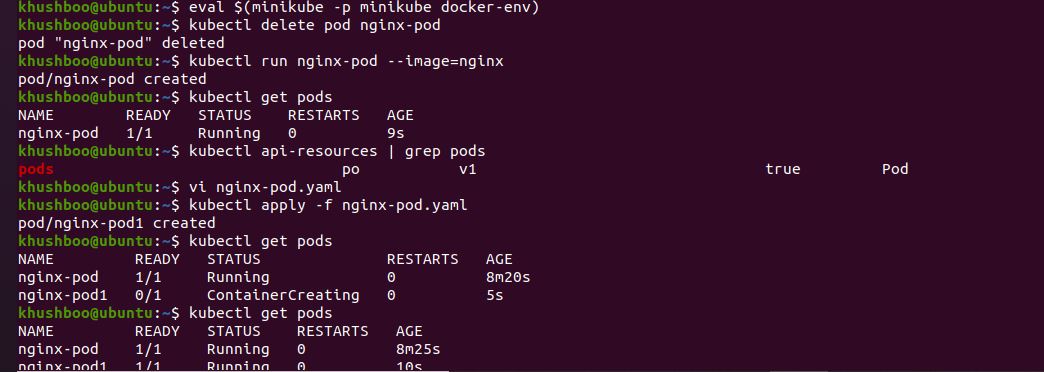 khushboo@ubuntu:~$ eval $(minikube -p minikube docker-env)
khushboo@ubuntu:~$ kubectl delete pod nginx-pod
pod "nginx-pod" deleted
khushboo@ubuntu:~$ kubectl run nginx-pod --image=nginx
pod/nginx-pod created
khushboo@ubuntu:~$ kubectl get pods
NAME        READY   STATUS    RESTARTS   AGE
nginx-pod   1/1     Running   0          9s
khushboo@ubuntu:~$ kubectl api-resources | grep pods
pods                                po           v1                                true         Pod
khushboo@ubuntu:~$ vi nginx-pod.yaml
khushboo@ubuntu:~$ kubectl apply -f nginx-pod.yaml
pod/nginx-pod1 created
khushboo@ubuntu:~$ kubectl get pods
NAME         READY   STATUS              RESTARTS   AGE
nginx-pod    1/1     Running             0          8m20s
nginx-pod1   0/1     ContainerCreating   0          5s
khushboo@ubuntu:~$ kubectl get pods
NAME         READY   STATUS    RESTARTS   AGE
nginx-pod    1/1     Running   0          8m25s
nginx-pod1   1/1     Running   0          10s